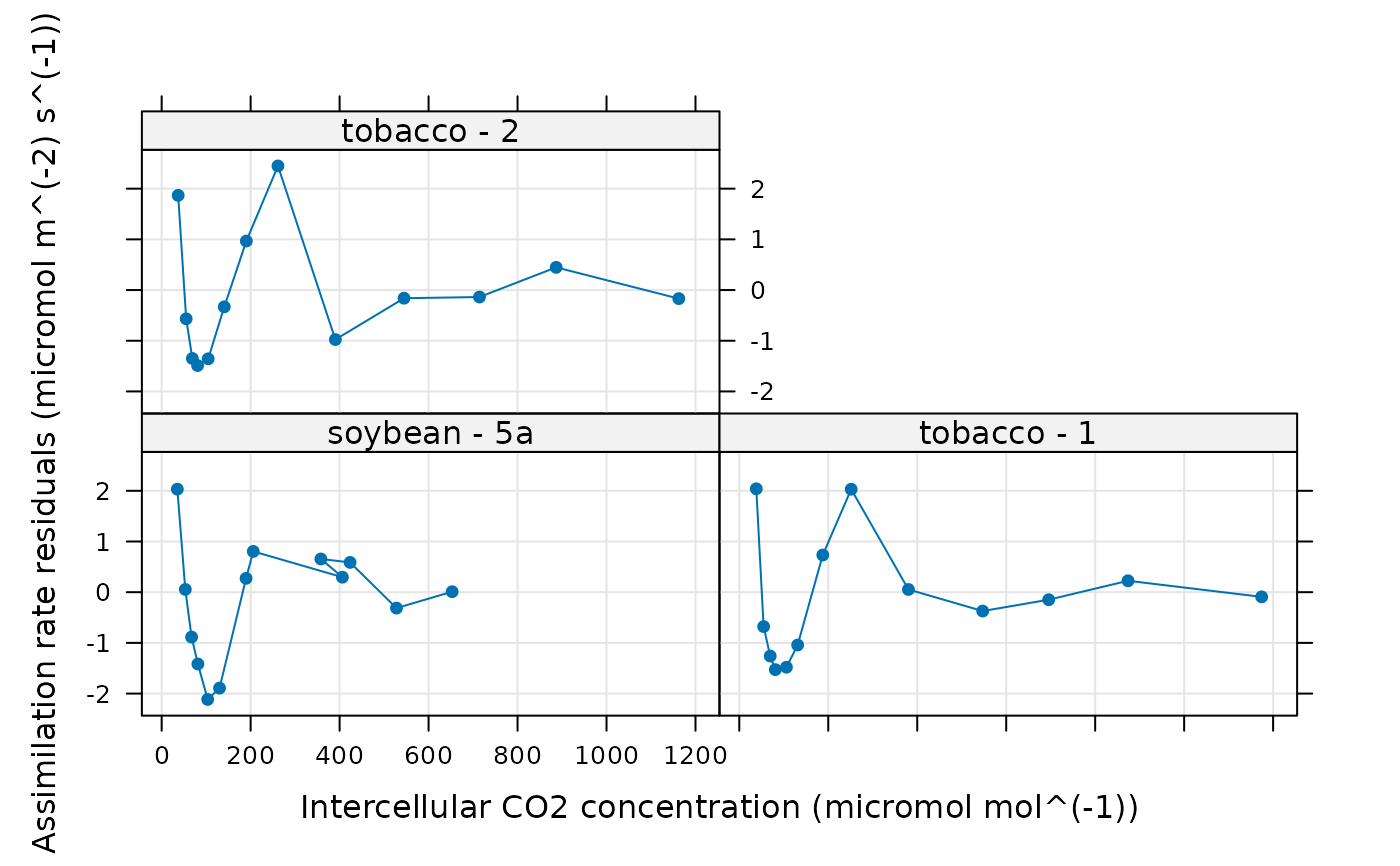 Assimilation rate residuals (micromol m^(-2) s^(-1))
tobacco - 2
2
1
0
-1
-2
soybean - 5a
tobacco - 1
2
1
0
-1
-2
0 200 400 600 800 1000 1200
Intercellular CO2 concentration (micromol mol^(-1))